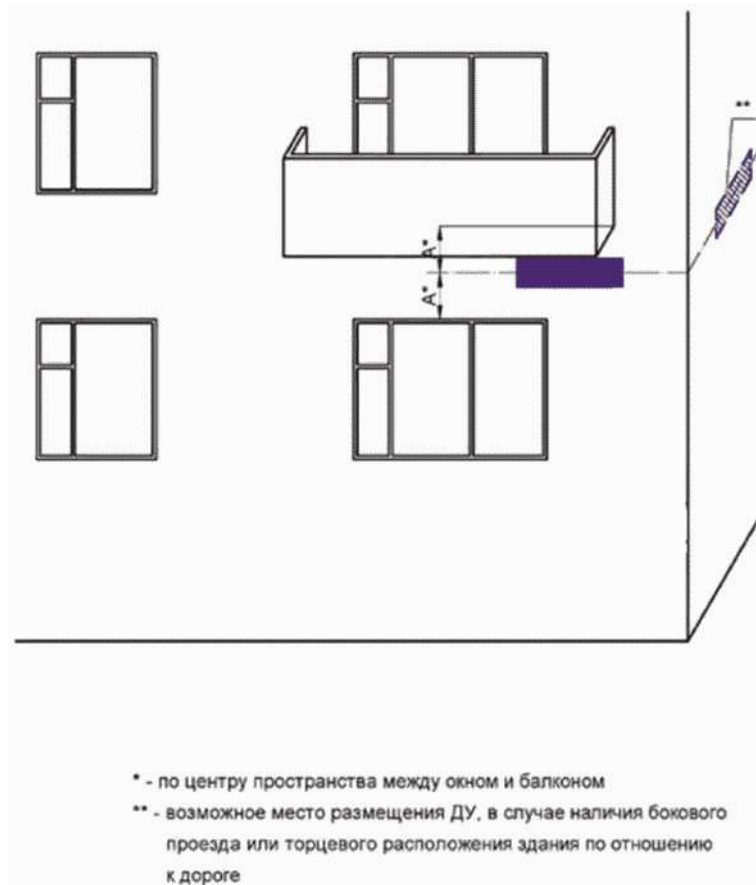 **
А*
А*
* - по центру пространства между окном и балконом
** - возможное место размещения ДУ, в случае наличия бокового
проезда или торцевого расположения здания по отношению
к дороге